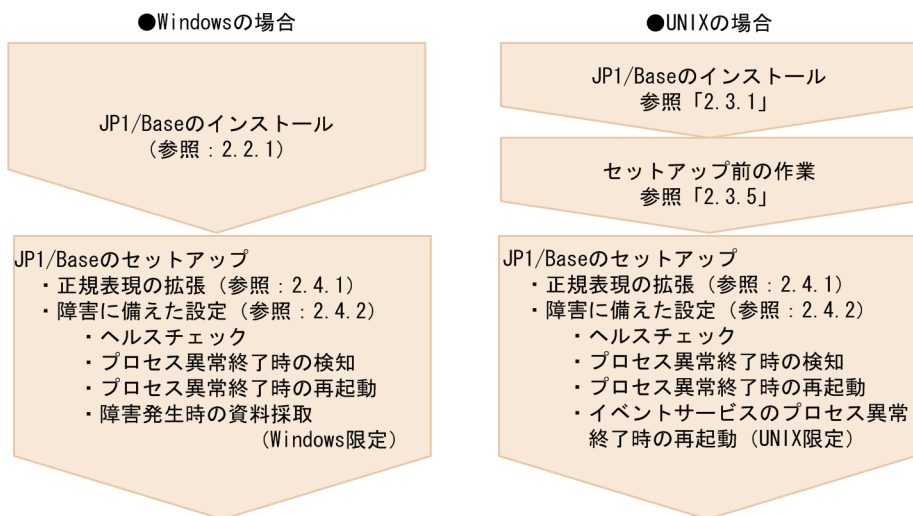 ●Windowsの場合
JP1/Baseのインストール
(参照:2.2.1)
JP1/Baseのセットアップ
・正規表現の拡張(参照:2.4.1)
・障害に備えた設定(参照:2.4.2)
・ヘルスチェック
・プロセス異常終了時の検知
・プロセス異常終了時の再起動
・障害発生時の資料採取
(Windows限定)
●UNIXの場合
JP1/Baseのインストール
参照「2.3.1」
セットアップ前の作業
参照「2.3.5」
JP1/Baseのセットアップ
・正規表現の拡張(参照:2.4.1)
・障害に備えた設定(参照:2.4.2)
・ヘルスチェック
・プロセス異常終了時の検知
・プロセス異常終了時の再起動
・イベントサービスのプロセス異常
終了時の再起動(UNIX限定)